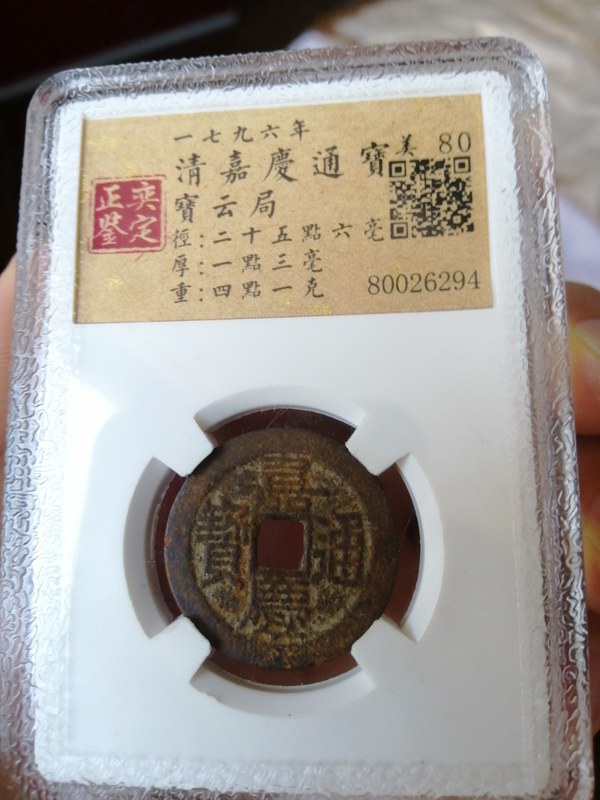 一七九六年
清嘉慶通寶 美 80
寶云局
徑：二十五點六毫
厚：一點三毫
重：四點一克
80026294
奕定
正鑒
嘉慶通寶